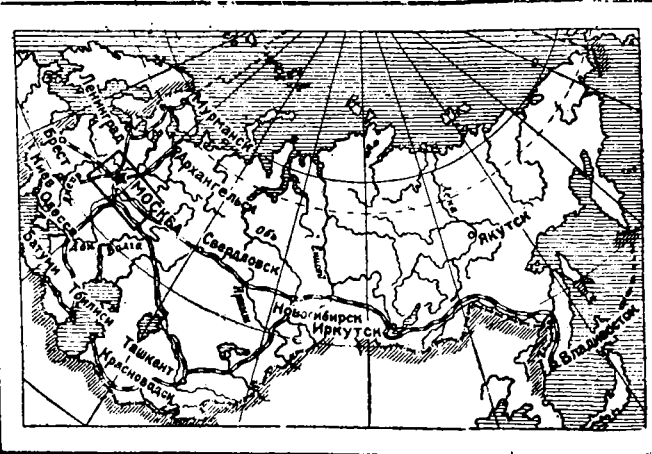 Ленинград
Мурманск
Брест
Архангельск
Киев
МОСКВА
Одесса
Обь
Якутск
Батуми
Дон
Волга
Свердловск
Тбилиси
Новосибирск
Иркутск
Ташкент
Красноводск
Владивосток